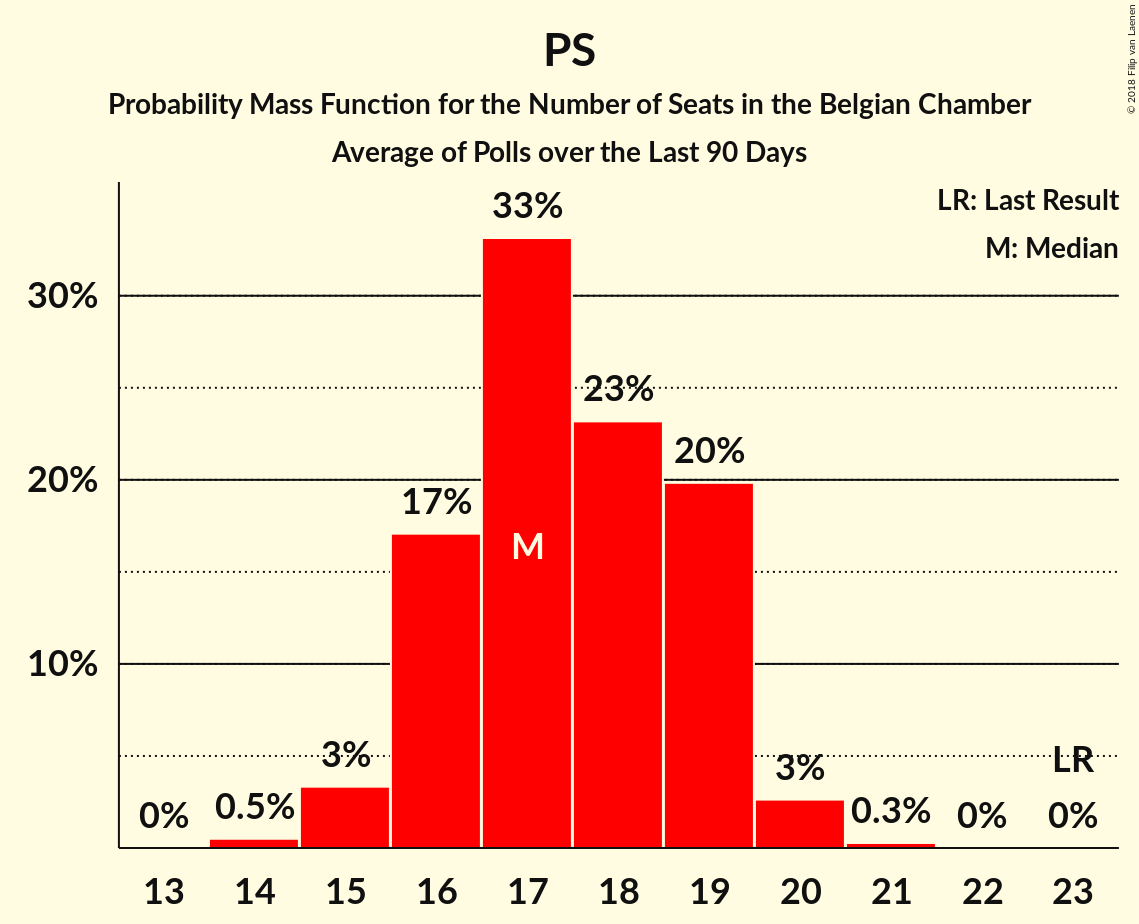 PS
Probability Mass Function for the Number of Seats in the Belgian Chamber
Average of Polls over the Last 90 Days
© 2018 Filip van Laenen
LR: Last Result
M: Median
30%
20%
10%
0%
0.5%
3%
17%
33%
23%
20%
3%
0.3%
0%
0%
M
LR
13 14 15 16 17 18 19 20 21 22 23